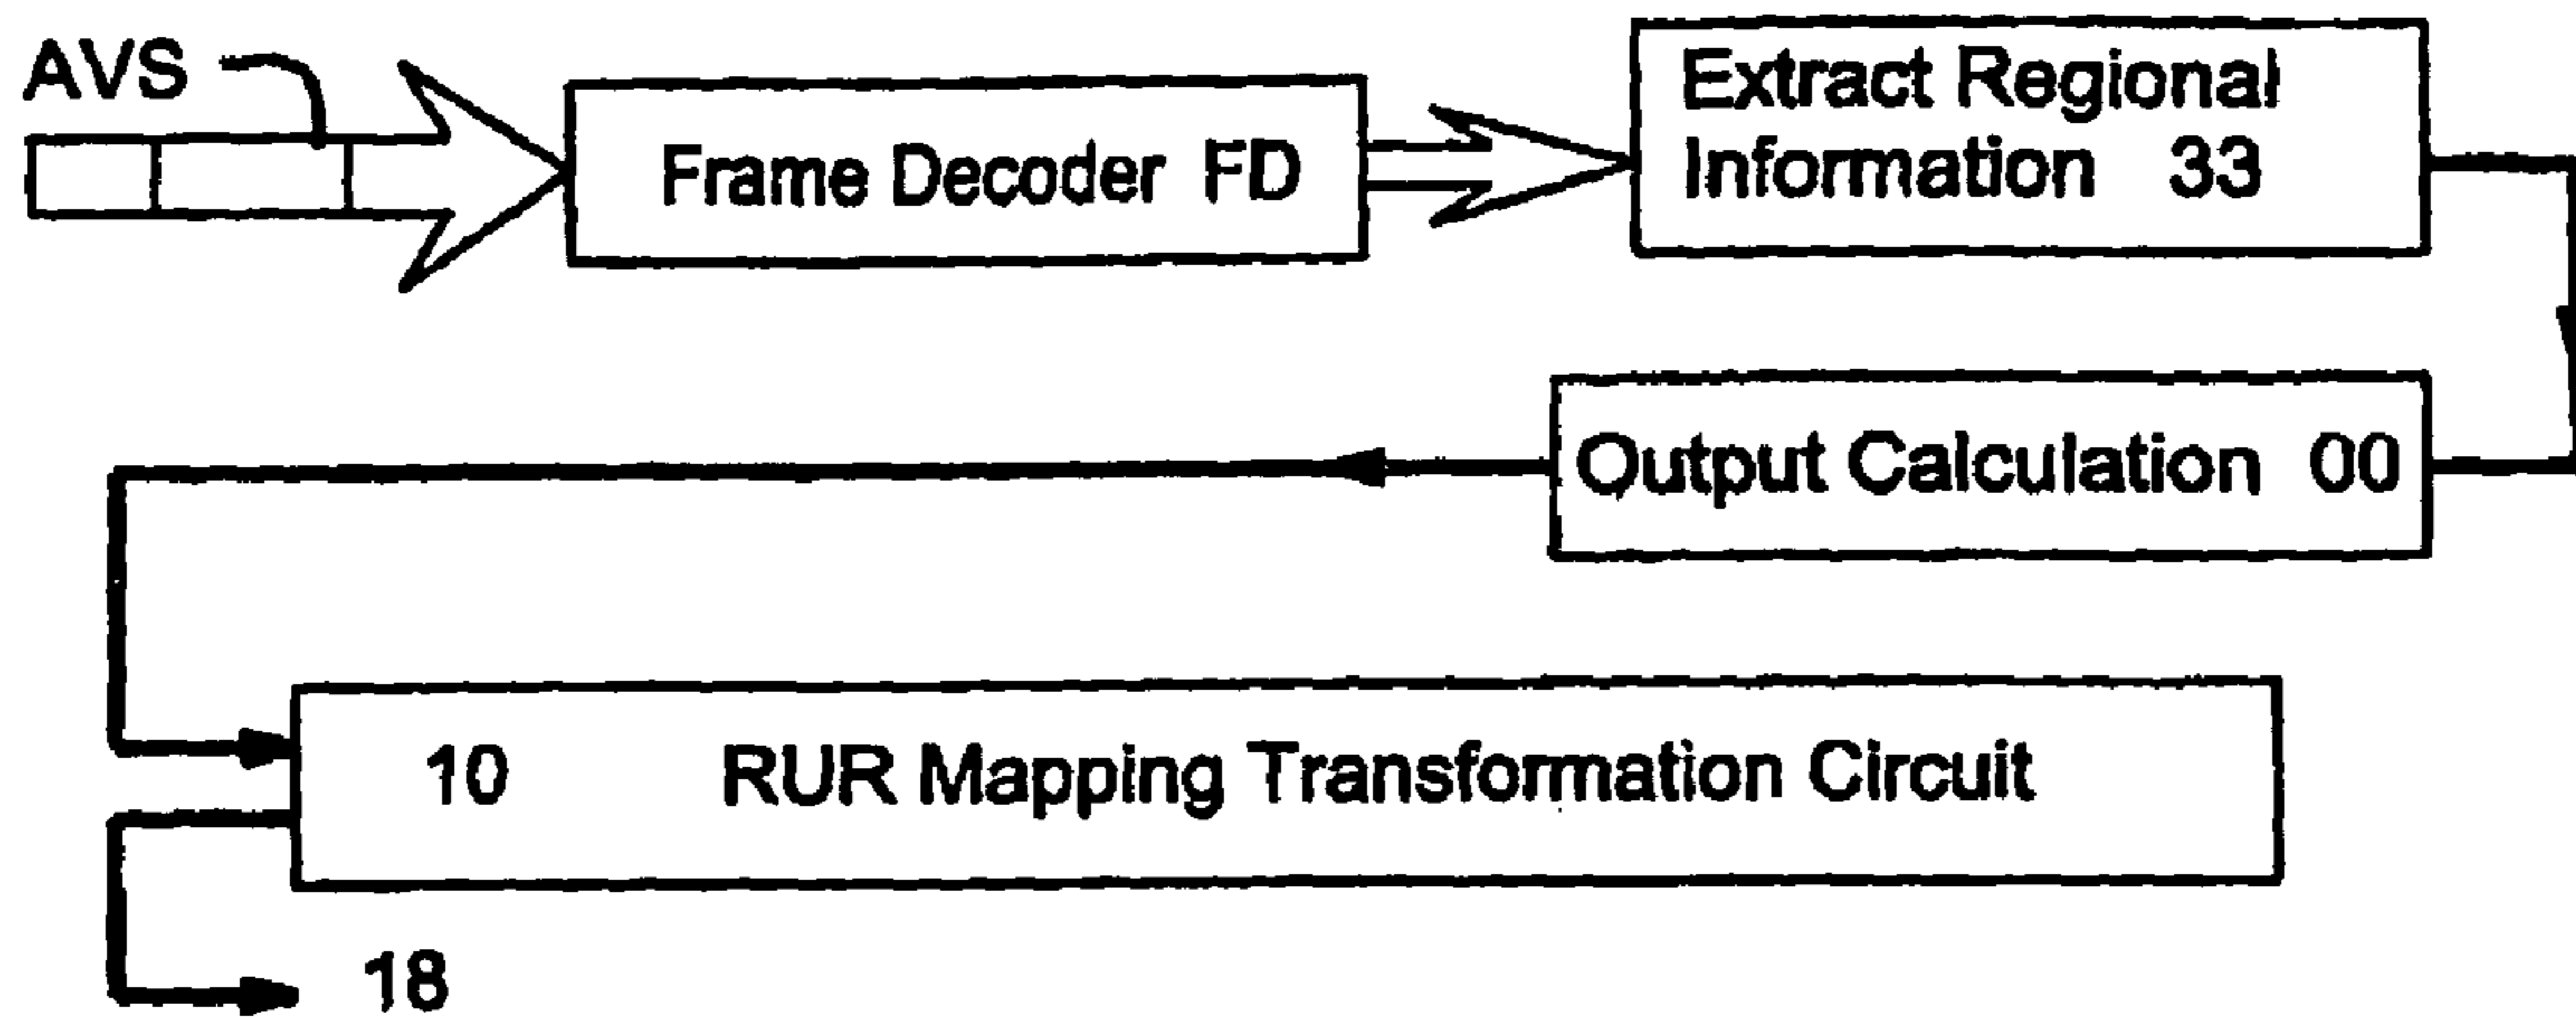 AVS
Frame Decoder FD
Extract Regional
Information 33
Output Calculation 00
10 RUR Mapping Transformation Circuit
18